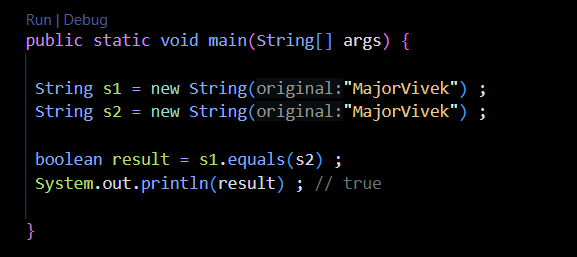 Run | Debug
public static void main(String[] args) {
String s1 = new String(original:"MajorVivek") ;
String s2 = new String(original:"MajorVivek") ;
boolean result = s1.equals(s2) ;
System.out.println(result) ; // true
}